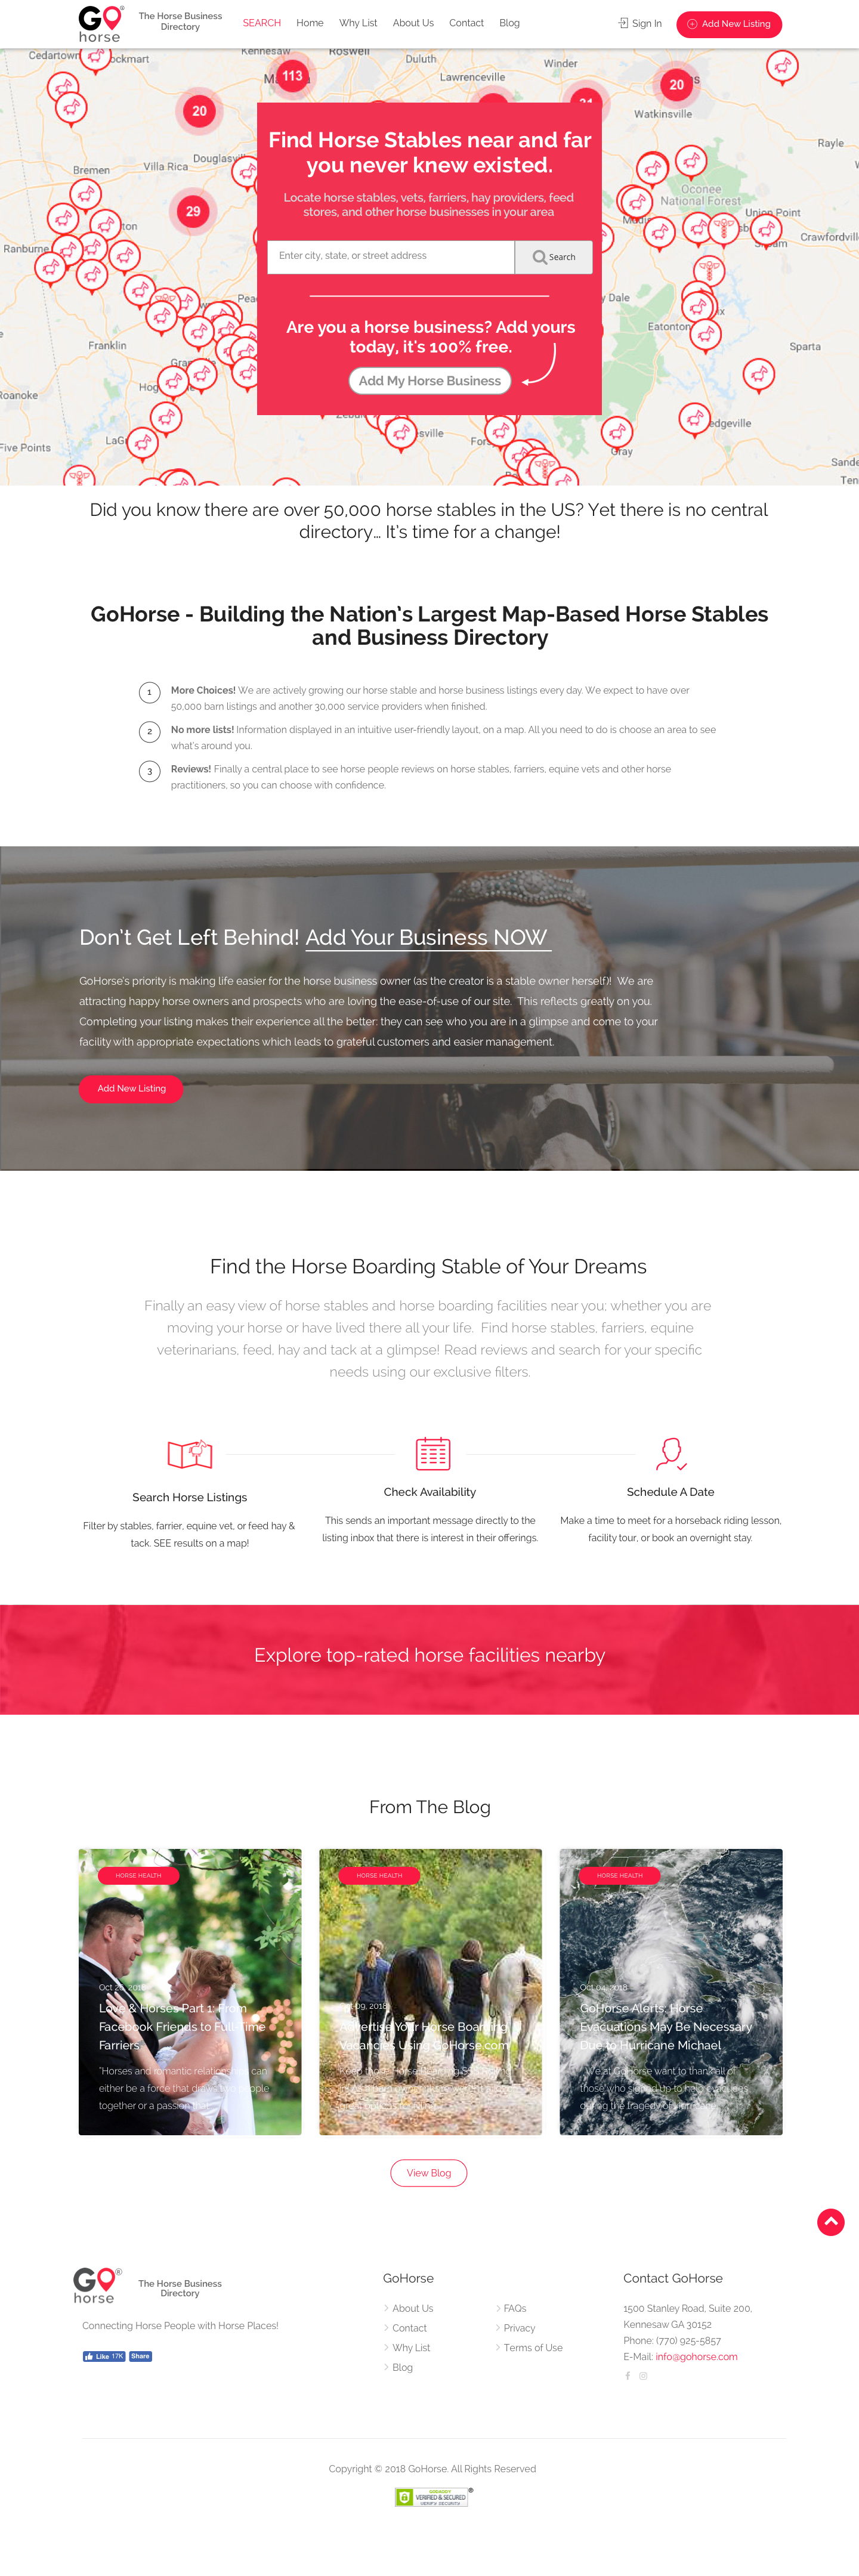 GO
horse
®
The Horse Business
Directory
SEARCH
Home
Why List
About Us
Contact
Blog
Sign In
Add New Listing
Cedartown
Kennesaw
Roswell
Duluth
Lawrenceville
Winder
Watkinsville
Rayle
113
20
20
Bremen
Villa Rica
Douglasvil
29
Oconee
National Forest
Union Point
Crawfordvill
Ranburne
Find Horse Stables near and far
you never knew existed.
Locate horse stables, vets, farriers, hay providers, feed
stores, and other horse businesses in your area
Enter city, state, or street address
Search
Are you a horse business? Add yours
today, it's 100% free.
Add My Horse Business
Franklin
Eatonton
Sparta
Roanoke
Five Points
Gray
Did you know there are over 50,000 horse stables in the US? Yet there is no central
directory... It's time for a change!
GoHorse - Building the Nation's Largest Map-Based Horse Stables
and Business Directory
1 More Choices! We are actively growing our horse stable and horse business listings every day. We expect to have over
50,000 barn listings and another 30,000 service providers when finished.
2 No more lists! Information displayed in an intuitive user-friendly layout, on a map. All you need to do is choose an area to see
what's around you.
3 Reviews! Finally a central place to see horse people reviews on horse stables, farriers, equine vets and other horse
practitioners, so you can choose with confidence.
Don't Get Left Behind! Add Your Business NOW
GoHorse's priority is making life easier for the horse business owner (as the creator is a stable owner herself)! We are
attracting happy horse owners and prospects who are loving the ease-of-use of our site. This reflects greatly on you.
Completing your listing makes their experience all the better: they can see who you are in a glimpse and come to your
facility with appropriate expectations which leads to grateful customers and easier management.
Add New Listing
Find the Horse Boarding Stable of Your Dreams
Finally an easy view of horse stables and horse boarding facilities near you; whether you are
moving your horse or have lived there all your life. Find horse stables, farriers, equine
veterinarians, feed, hay and tack at a glimpse! Read reviews and search for your specific
needs using our exclusive filters.
Search Horse Listings
Filter by stables, farrier, equine vet, or feed hay &
tack. SEE results on a map!
Check Availability
This sends an important message directly to the
listing inbox that there is interest in their offerings.
Schedule A Date
Make a time to meet for a horseback riding lesson,
facility tour, or book an overnight stay.
Explore top-rated horse facilities nearby
From The Blog
HORSE HEALTH
Love & Horses Part 1: From
Facebook Friends to Full-Time
Farriers
"Horses and romantic relationships can
either be a force that draws two people
together or a passion that
HORSE HEALTH
09, 2018
Advertise Your Horse Boarding
Vacancies Using GoHorse.com
HORSE HEALTH
Oct 04, 2018
GoHorse Alerts: Horse
Evacuations May Be Necessary
Due to Hurricane Michael
We at GoHorse want to thank all of
those who
during the tragedy of
View Blog
GO
horse
®
The Horse Business
Directory
Connecting Horse People with Horse Places!
Like 17K
Share
GoHorse
About Us
Contact
Why List
Blog
FAQs
Privacy
Terms of Use
Contact GoHorse
1500 Stanley Road, Suite 200,
Kennesaw GA 30152
Phone: (770) 925-5857
E-Mail: info@gohorse.com
Copyright © 2018 GoHorse. All Rights Reserved
GODADDY
VERIFIED & SECURED
VERIFY SECURITY